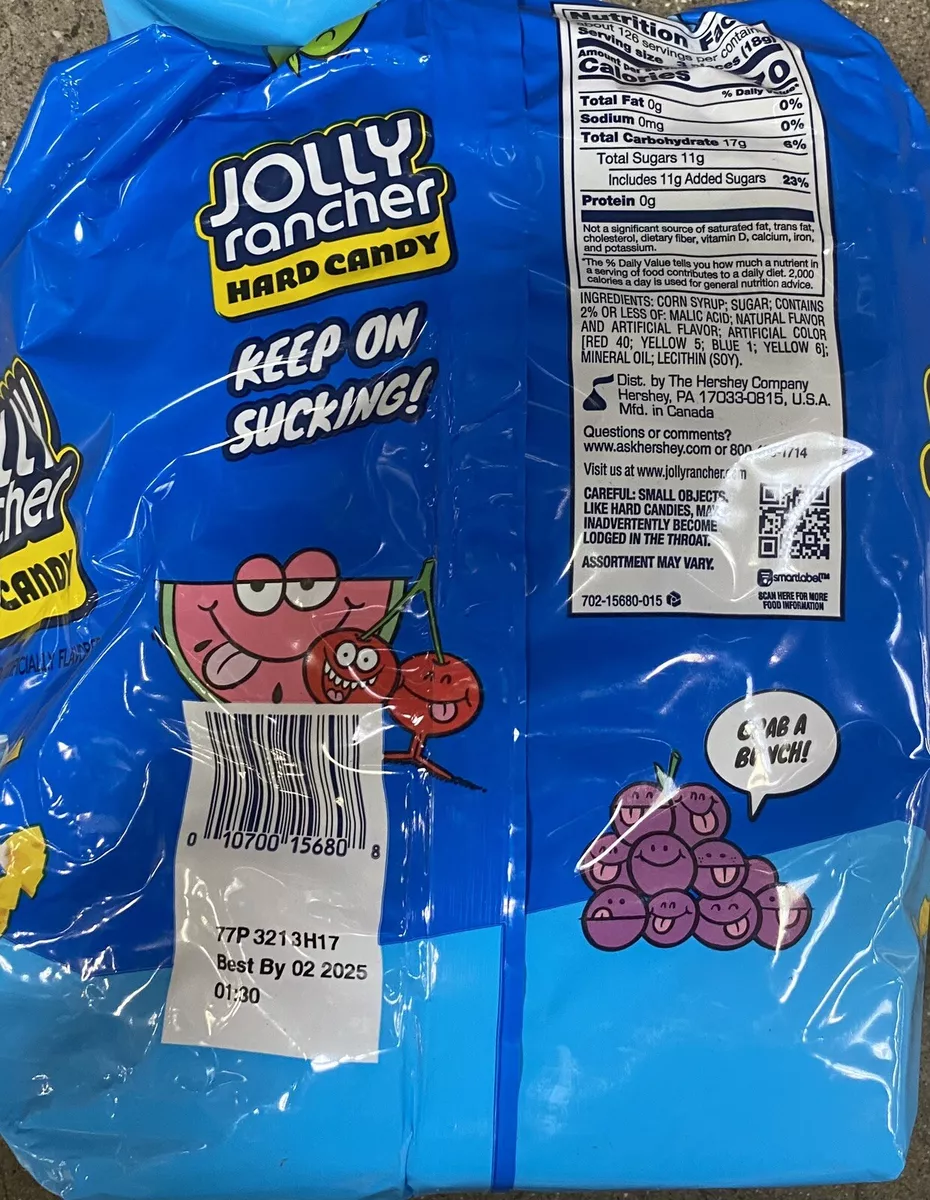 JOLLY
rancher
HARD CANDY
KEEP ON
SUCKING!
CANDY
0 10700 15680 8
77P 3213H17
Best By 02 2025
01:30
Nutrition
about 126 servings per
Serving size
Amount per
Calories
% Daily
Total Fat 0g 0%
Sodium 0mg 0%
Total Carbohydrate 17g 6%
Total Sugars 11g
Includes 11g Added Sugars 23%
Protein 0g
Not a significant source of saturated fat, trans fat,
cholesterol, dietary fiber, vitamin D, calcium, iron,
and potassium.
The % Daily Value tells you how much a nutrient in
a serving of food contributes to a daily diet. 2,000
calories a day is used for general nutrition advice.
INGREDIENTS: CORN SYRUP; SUGAR; CONTAINS
2% OR LESS OF: MALIC ACID; NATURAL FLAVOR
AND ARTIFICIAL FLAVOR; ARTIFICIAL COLOR
[RED 40; YELLOW 5; BLUE 1; YELLOW 6];
MINERAL OIL; LECITHIN (SOY).
Dist. by The Hershey Company
Hershey, PA 17033-0815, U.S.A.
Mfd. in Canada
Questions or comments?
www.askhershey.com or 800
Visit us at www.jollyrancher.com
CAREFUL: SMALL OBJECTS,
LIKE HARD CANDIES, MAY
INADVERTENTLY BECOME
LODGED IN THE THROAT.
ASSORTMENT MAY VARY.
702-15680-015
smartlabel™
SCAN HERE FOR MORE
FOOD INFORMATION
GRAB A
BUNCH!